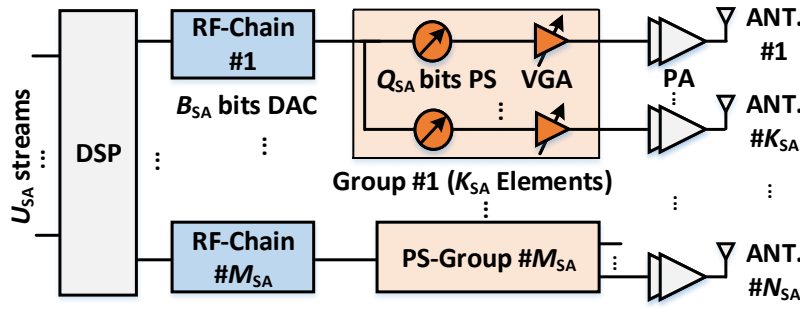 U_SA streams
DSP
RF-Chain
#1
B_SA bits DAC
Q_SA bits PS
VGA
Group #1 (K_SA Elements)
PA
ANT.
#1
ANT.
#K_SA
RF-Chain
#M_SA
PS-Group #M_SA
ANT.
#N_SA